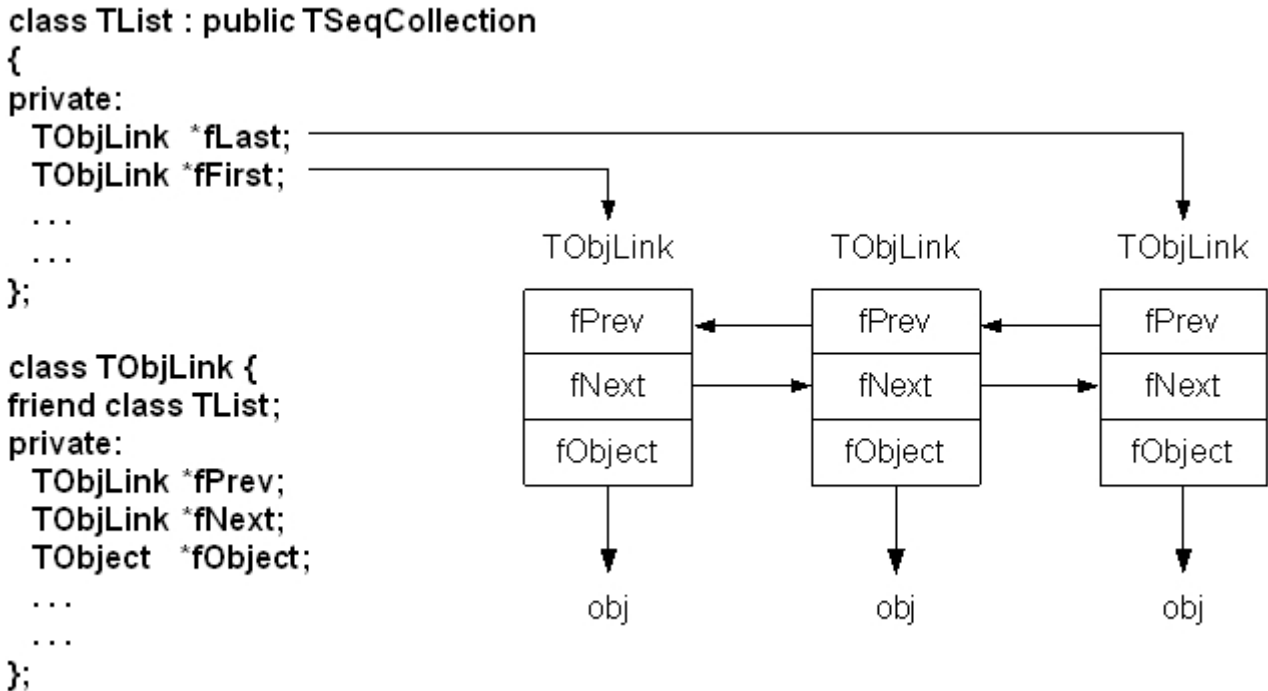 class TList : public TSeqCollection
{
private:
TObjLink *fLast;
TObjLink *fFirst;
. . .
. . .
};
class TObjLink {
friend class TList;
private:
TObjLink *fPrev;
TObjLink *fNext;
TObject *fObject;
. . .
. . .
};
TObjLink TObjLink TObjLink
fPrev fPrev fPrev
fNext fNext fNext
fObject fObject fObject
obj obj obj